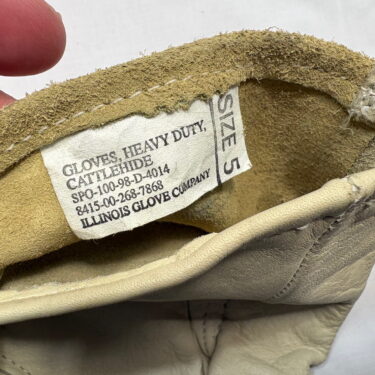 GLOVES, HEAVY DUTY,
CATTLEHIDE
SPO-100-98-D-4014
8415-00-268-7868
ILLINOIS GLOVE COMPANY
SIZE 5